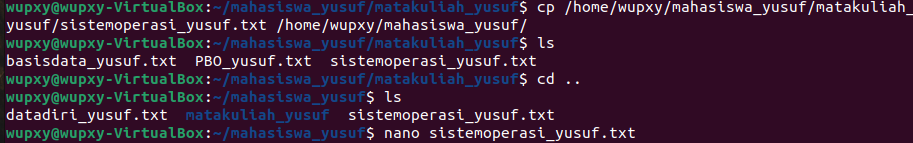 wupxy@wupxy-VirtualBox:~/mahasiswa_yusuf/matakuliah_yusuf$ cp /home/wupxy/mahasiswa_yusuf/matakuliah_
yusuf/sistemoperasi_yusuf.txt /home/wupxy/mahasiswa_yusuf/
wupxy@wupxy-VirtualBox:~/mahasiswa_yusuf/matakuliah_yusuf$ ls
basisdata_yusuf.txt  PBO_yusuf.txt  sistemoperasi_yusuf.txt
wupxy@wupxy-VirtualBox:~/mahasiswa_yusuf/matakuliah_yusuf$ cd ..
wupxy@wupxy-VirtualBox:~/mahasiswa_yusuf$ ls
datadiri_yusuf.txt  matakuliah_yusuf  sistemoperasi_yusuf.txt
wupxy@wupxy-VirtualBox:~/mahasiswa_yusuf$ nano sistemoperasi_yusuf.txt